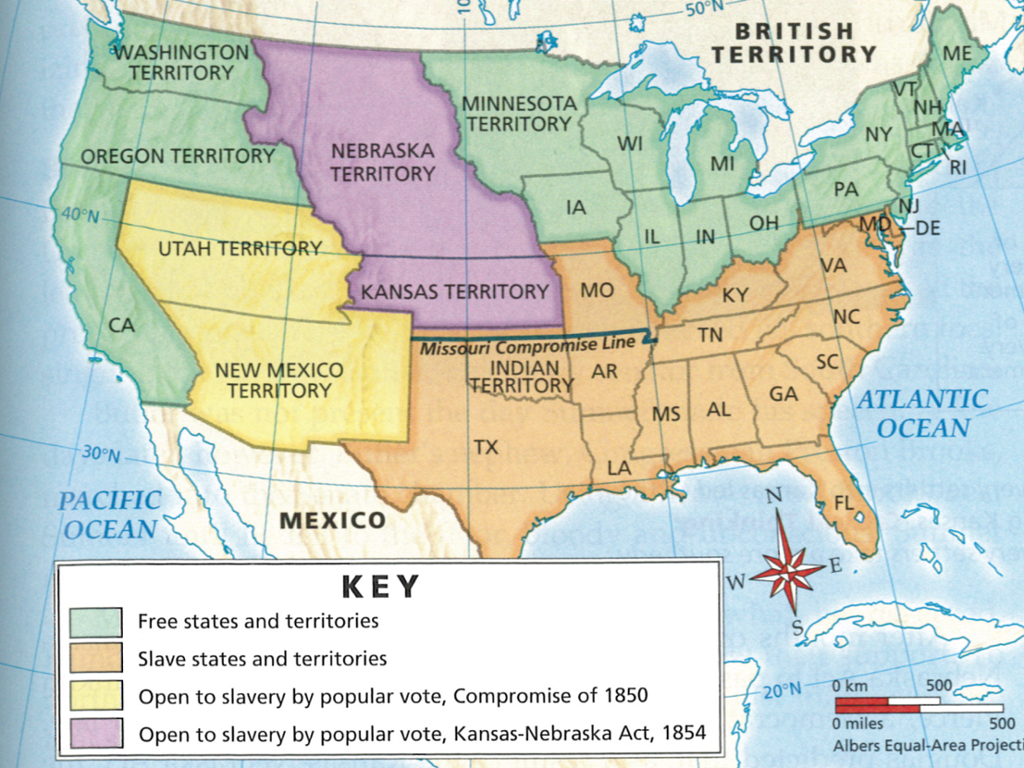 50°N
10
BRITISH
TERRITORY
WASHINGTON
TERRITORY
ME
VT
NH
MINNESOTA
TERRITORY
MA
NY
WI
CT
RI
OREGON TERRITORY
NEBRASKA
TERRITORY
MI
PA
IA
NJ
40°N
OH
MD
DE
IL
IN
UTAH TERRITORY
VA
KANSAS TERRITORY
MO
KY
NC
CA
TN
Missouri Compromise Line
SC
NEW MEXICO
TERRITORY
INDIAN
TERRITORY
AR
GA
MS
AL
ATLANTIC
OCEAN
TX
30°N
LA
PACIFIC
OCEAN
MEXICO
FL
N
W
E
S
KEY
Free states and territories
Slave states and territories
Open to slavery by popular vote, Compromise of 1850
Open to slavery by popular vote, Kansas-Nebraska Act, 1854
20°N
0 km 500
0 miles 500
Albers Equal-Area Projecti